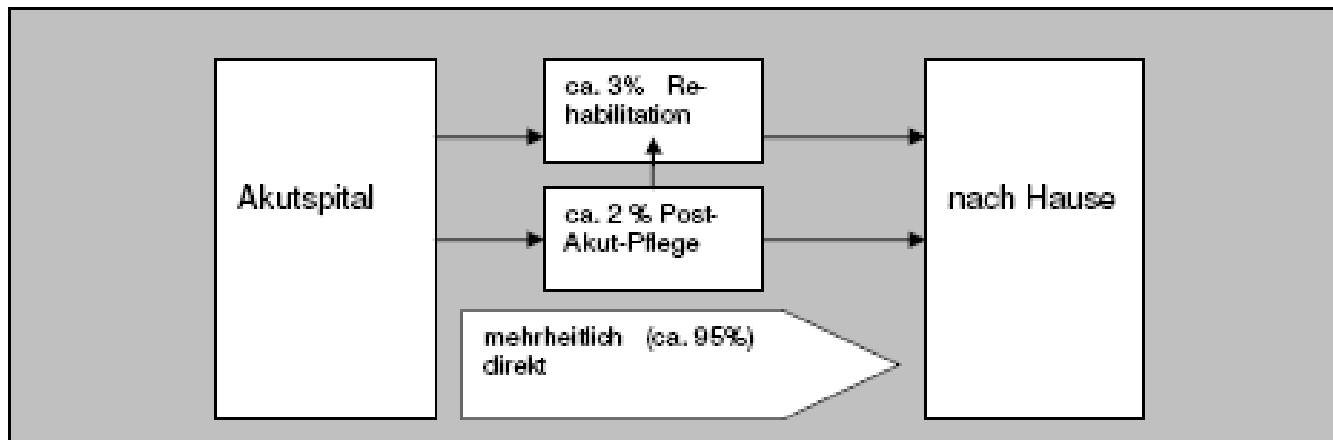 ca. 3% Re-
habilitation
Akutspital
nach Hause
ca. 2 % Post-
Akut-Pflege
mehrheitlich (ca. 95%)
direkt